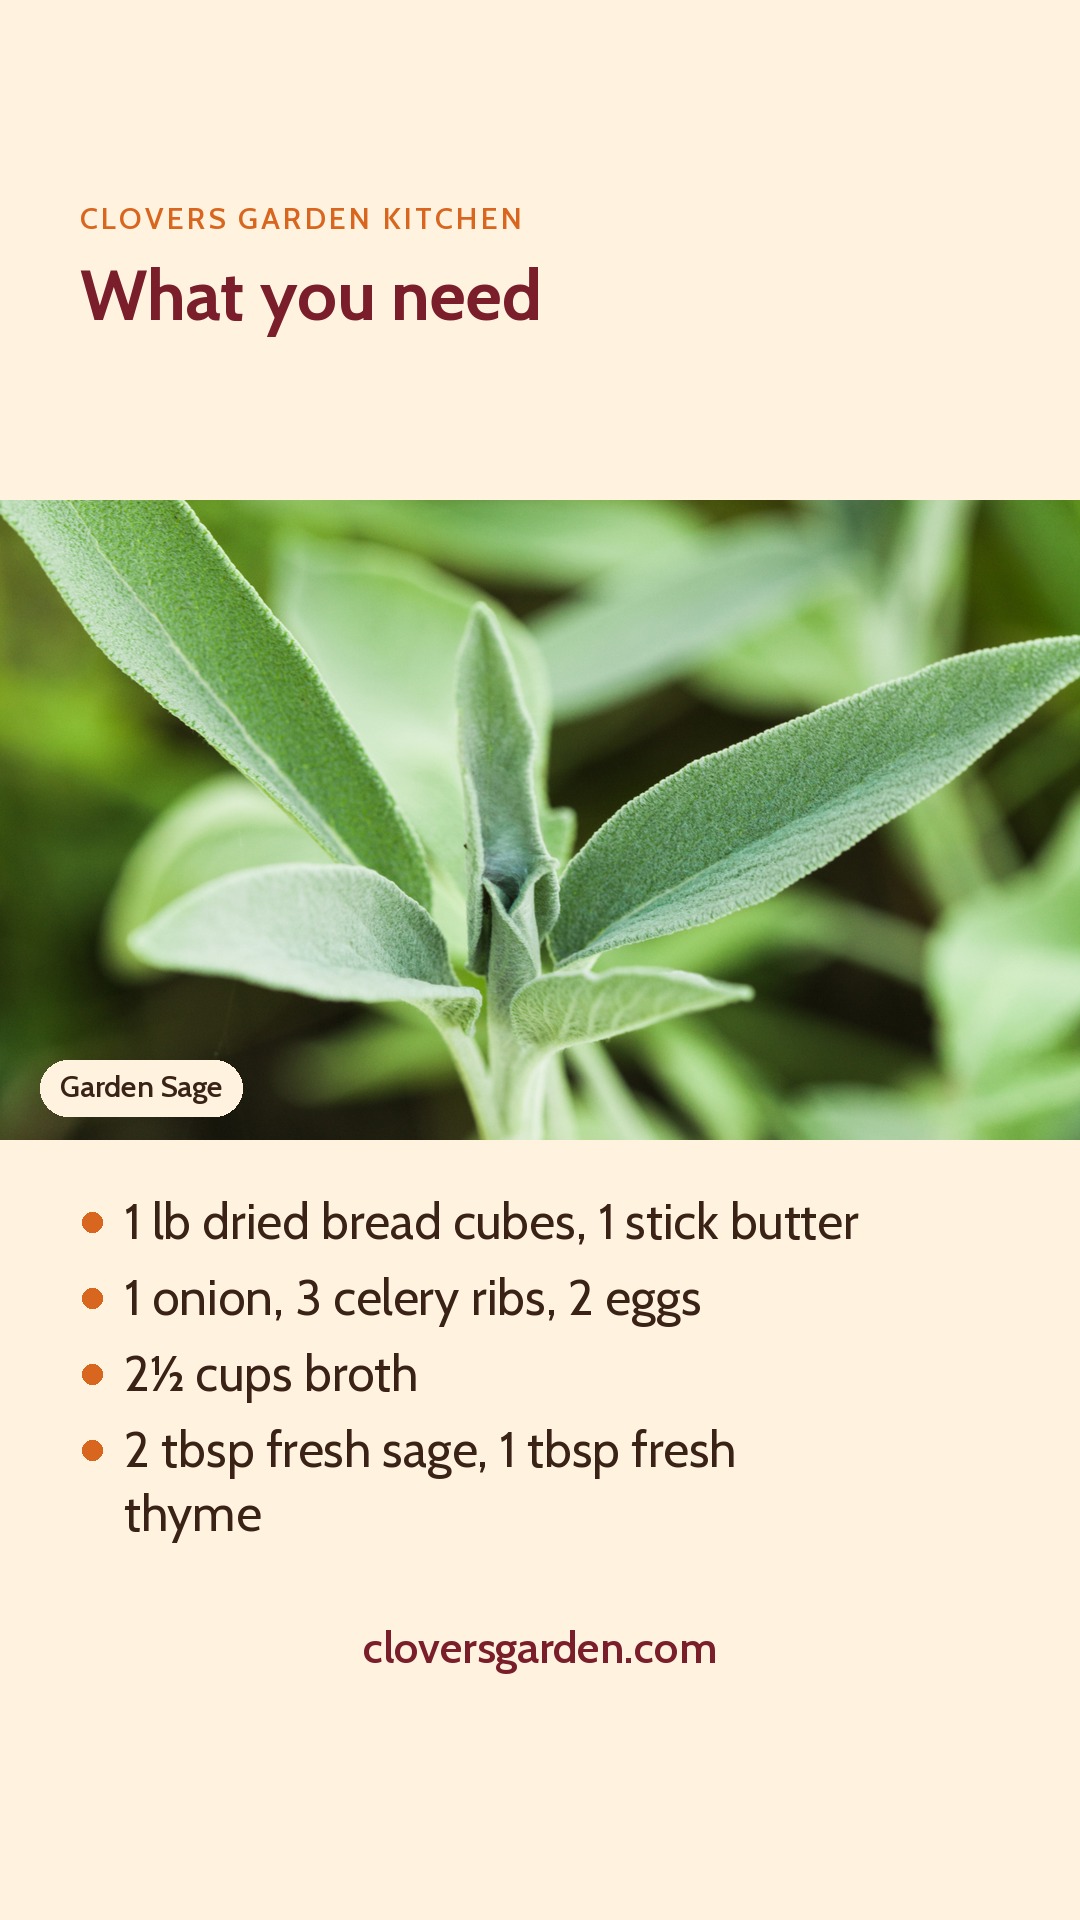 CLOVERS GARDEN KITCHEN
What you need
Garden Sage
1 lb dried bread cubes, 1 stick butter
1 onion, 3 celery ribs, 2 eggs
2½ cups broth
2 tbsp fresh sage, 1 tbsp fresh
thyme
cloversgarden.com